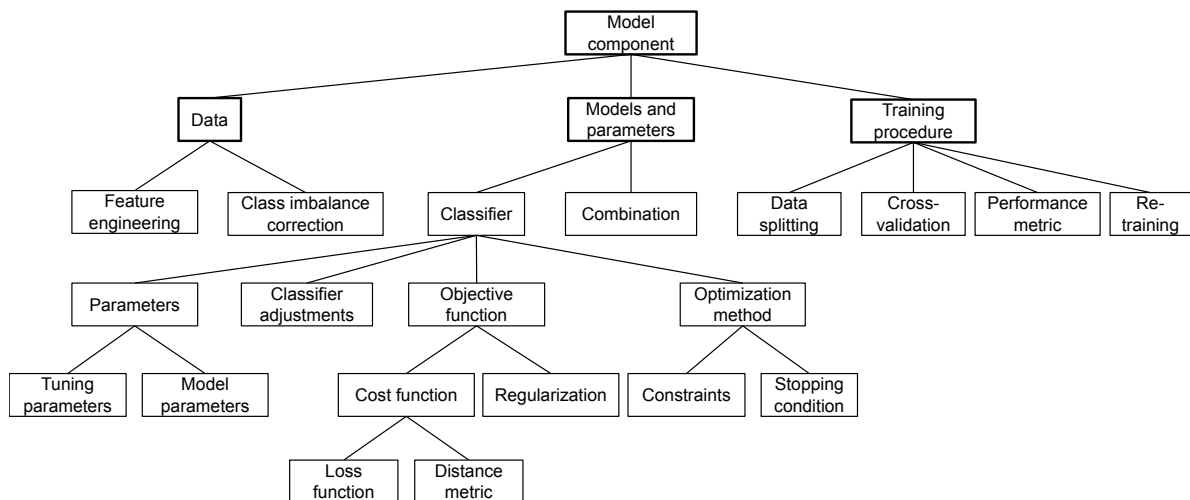 Model
component
Data
Models and
parameters
Training
procedure
Feature
engineering
Class imbalance
correction
Classifier
Combination
Data
splitting
Cross-
validation
Performance
metric
Re-
training
Parameters
Classifier
adjustments
Objective
function
Optimization
method
Tuning
parameters
Model
parameters
Cost function
Regularization
Constraints
Stopping
condition
Loss
function
Distance
metric